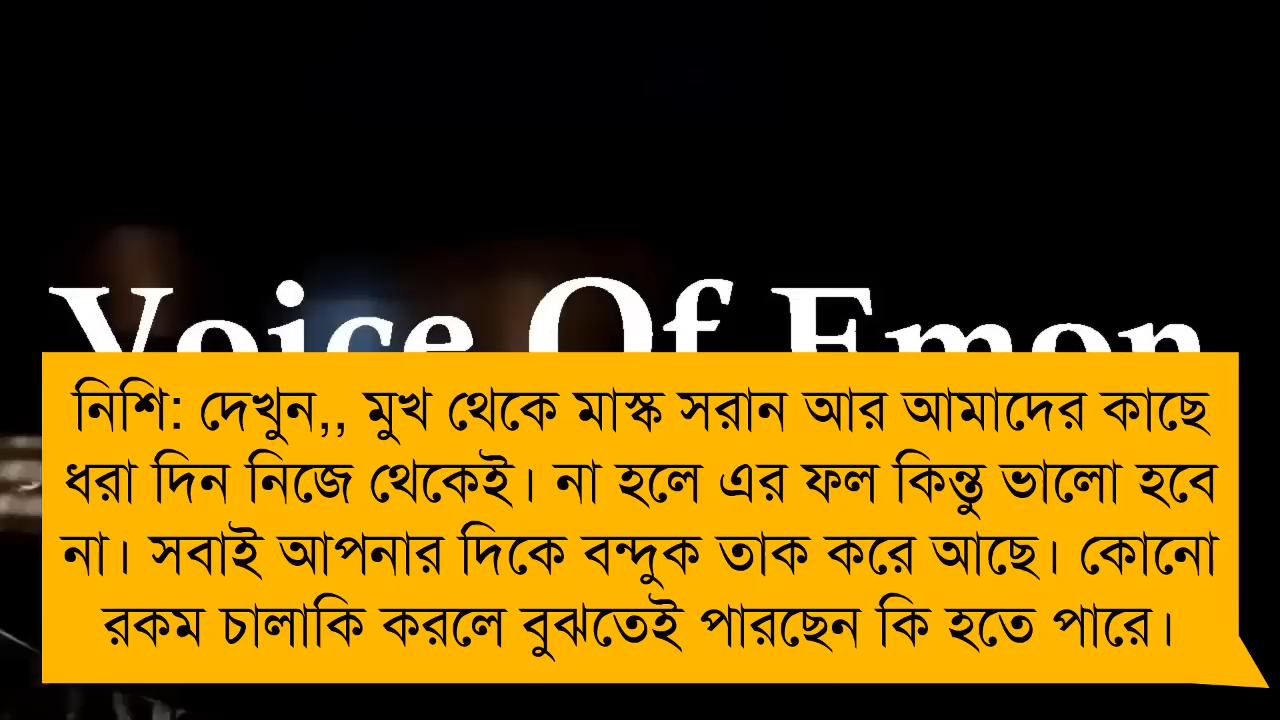 Voice Of Emon
নিশি: দেখুন,, মুখ থেকে মাস্ক সরান আর আমাদের কাছে
ধরা দিন নিজে থেকেই। না হলে এর ফল কিন্তু ভালো হবে
না। সবাই আপনার দিকে বন্দুক তাক করে আছে। কোনো
রকম চালাকি করলে বুঝতেই পারছেন কি হতে পারে।